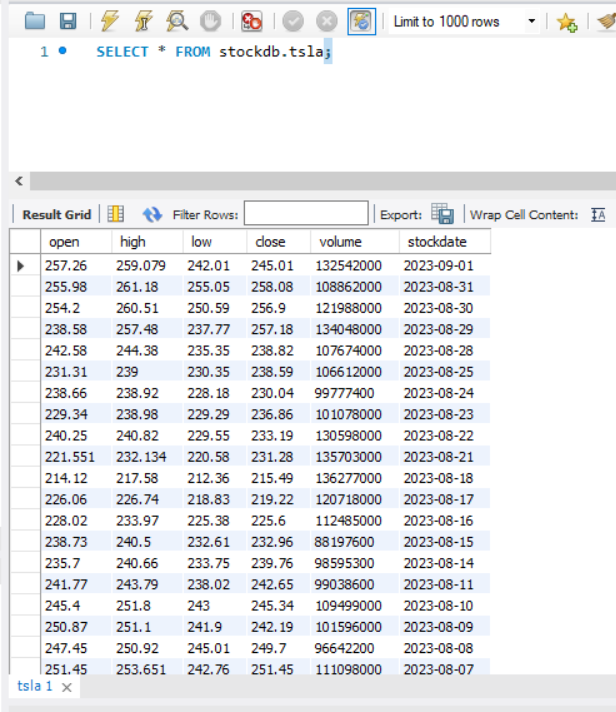 Limit to 1000 rows
1 SELECT * FROM stockdb.tsla;
Result Grid Filter Rows: Export: Wrap Cell Content:
open high low close volume stockdate
257.26 259.079 242.01 245.01 132542000 2023-09-01
255.98 261.18 255.05 258.08 108862000 2023-08-31
254.2 260.51 250.59 256.9 121988000 2023-08-30
238.58 257.48 237.77 257.18 134048000 2023-08-29
242.58 244.38 235.35 238.82 107674000 2023-08-28
231.31 239 230.35 238.59 106612000 2023-08-25
238.66 238.92 228.18 230.04 99777400 2023-08-24
229.34 238.98 229.29 236.86 101078000 2023-08-23
240.25 240.82 229.55 233.19 130598000 2023-08-22
221.551 232.134 220.58 231.28 135703000 2023-08-21
214.12 217.58 212.36 215.49 136277000 2023-08-18
226.06 226.74 218.83 219.22 120718000 2023-08-17
228.02 233.97 225.38 225.6 112485000 2023-08-16
238.73 240.5 232.61 232.96 88197600 2023-08-15
235.7 240.66 233.75 239.76 98595300 2023-08-14
241.77 243.79 238.02 242.65 99038600 2023-08-11
245.4 251.8 243 245.34 109499000 2023-08-10
250.87 251.1 241.9 242.19 101596000 2023-08-09
247.45 250.92 245.01 249.7 96642200 2023-08-08
251.45 253.651 242.76 251.45 111098000 2023-08-07
tsla 1